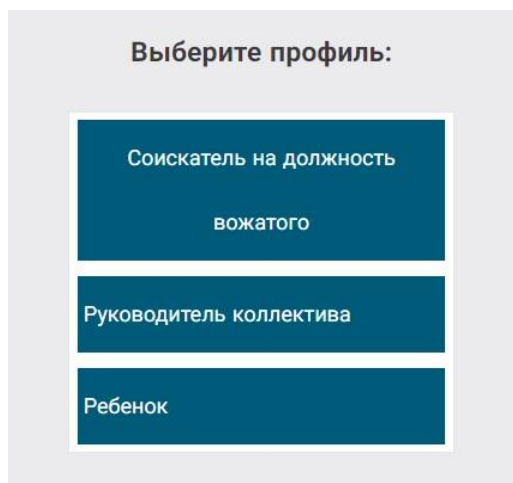 Выберите профиль:
Соискатель на должность
вожатого
Руководитель коллектива
Ребенок